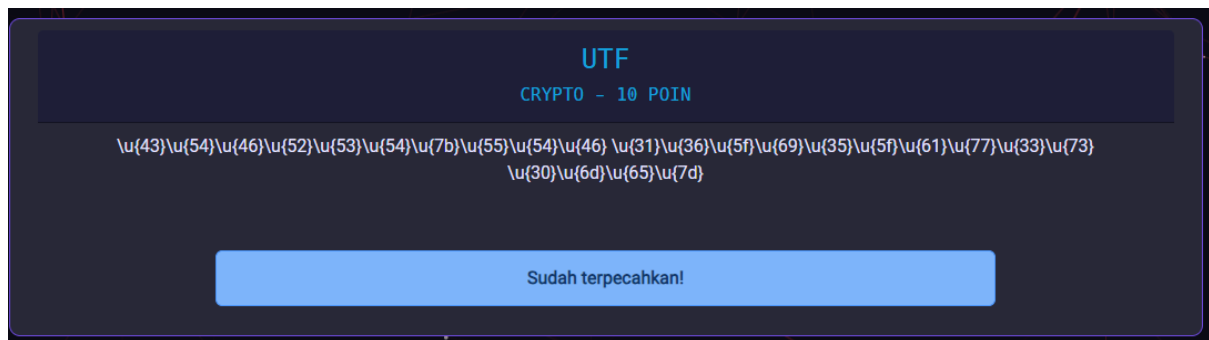 UTF
CRYPTO – 10 POIN
\u{43}\u{54}\u{46}\u{52}\u{53}\u{54}\u{7b}\u{55}\u{54}\u{46} \u{31}\u{36}\u{5f}\u{69}\u{35}\u{5f}\u{61}\u{77}\u{33}\u{73}
\u{30}\u{6d}\u{65}\u{7d}
Sudah terpecahkan!